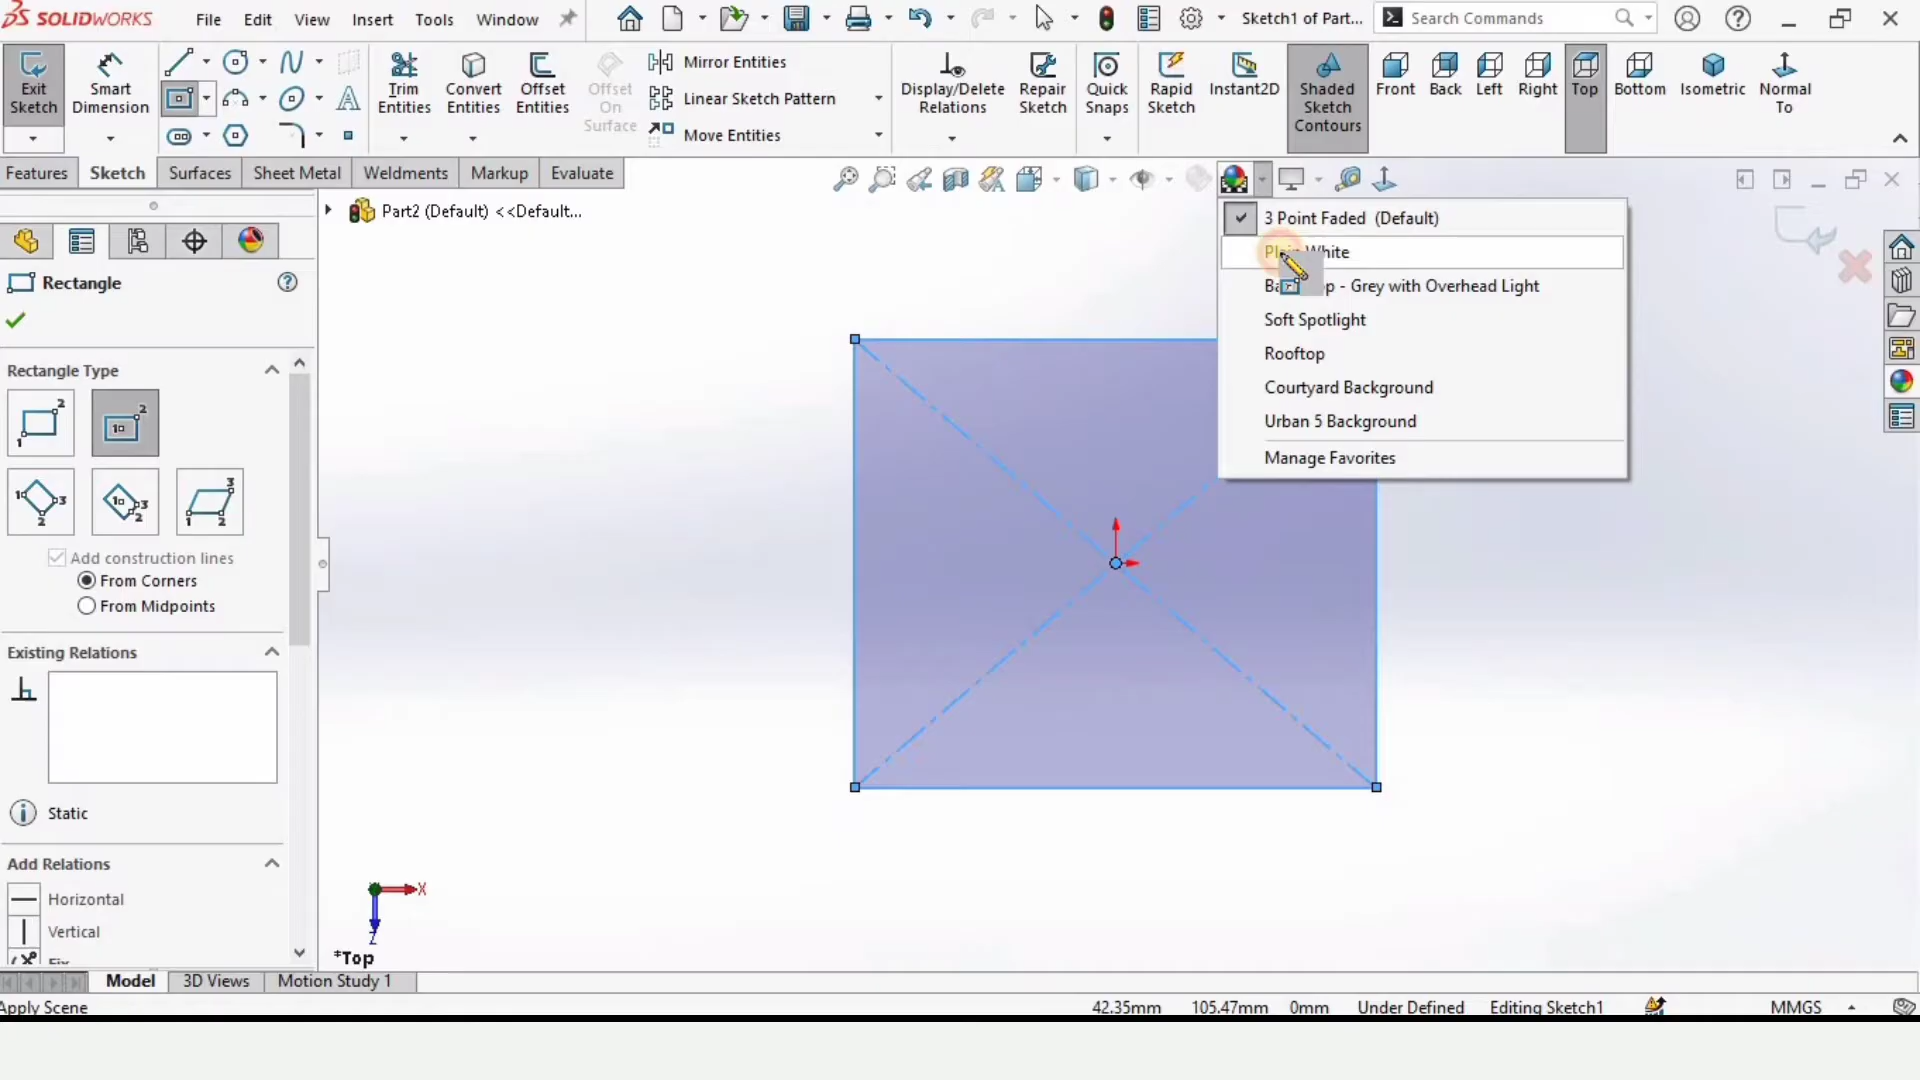 SOLIDWORKS File Edit View Insert Tools Window Sketch1 of Part... Search Commands
Exit Sketch
Smart Dimension
Trim Entities
Convert Entities
Offset Entities
Offset On Surface
Mirror Entities
Linear Sketch Pattern
Move Entities
Display/Delete Relations
Repair Sketch
Quick Snaps
Rapid Sketch
Instant2D
Shaded Sketch Contours
Front Back Left Right Top Bottom Isometric Normal To
Features Sketch Surfaces Sheet Metal Weldments Markup Evaluate
Part2 (Default) <<Default...
3 Point Faded (Default)
White
- Grey with Overhead Light
Soft Spotlight
Rooftop
Courtyard Background
Urban 5 Background
Manage Favorites
Rectangle
Rectangle Type
Add construction lines
From Corners
From Midpoints
Existing Relations
Static
Add Relations
Horizontal
Vertical
X
Z
*Top
Model 3D Views Motion Study 1
Apply Scene 42.35mm 105.47mm 0mm Under Defined Editing Sketch1 MMGS